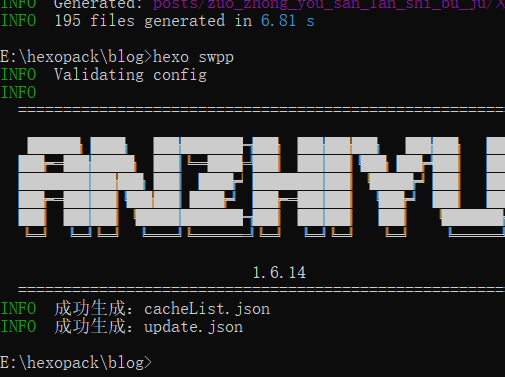 INFO  Generated: posts/zuo_zhong_you_san_lan_shi_bu_ju/
INFO  195 files generated in 6.81 s
E:\hexopack\blog>hexo swpp
INFO  Validating config
INFO
1.6.14
INFO  成功生成：cacheList.json
INFO  成功生成：update.json
E:\hexopack\blog>